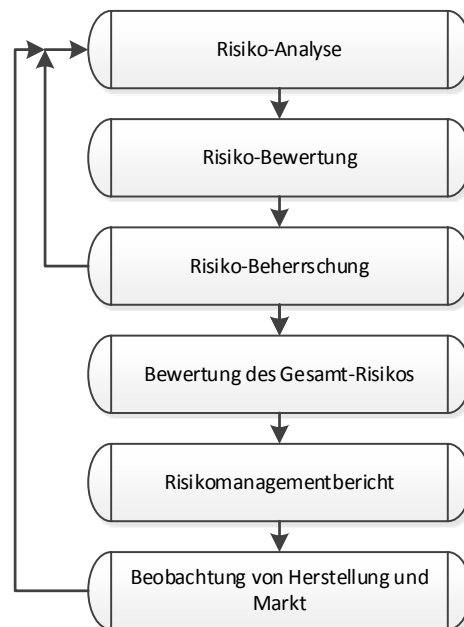 Risiko-Analyse
Risiko-Bewertung
Risiko-Beherrschung
Bewertung des Gesamt-Risikos
Risikomanagementbericht
Beobachtung von Herstellung und
Markt